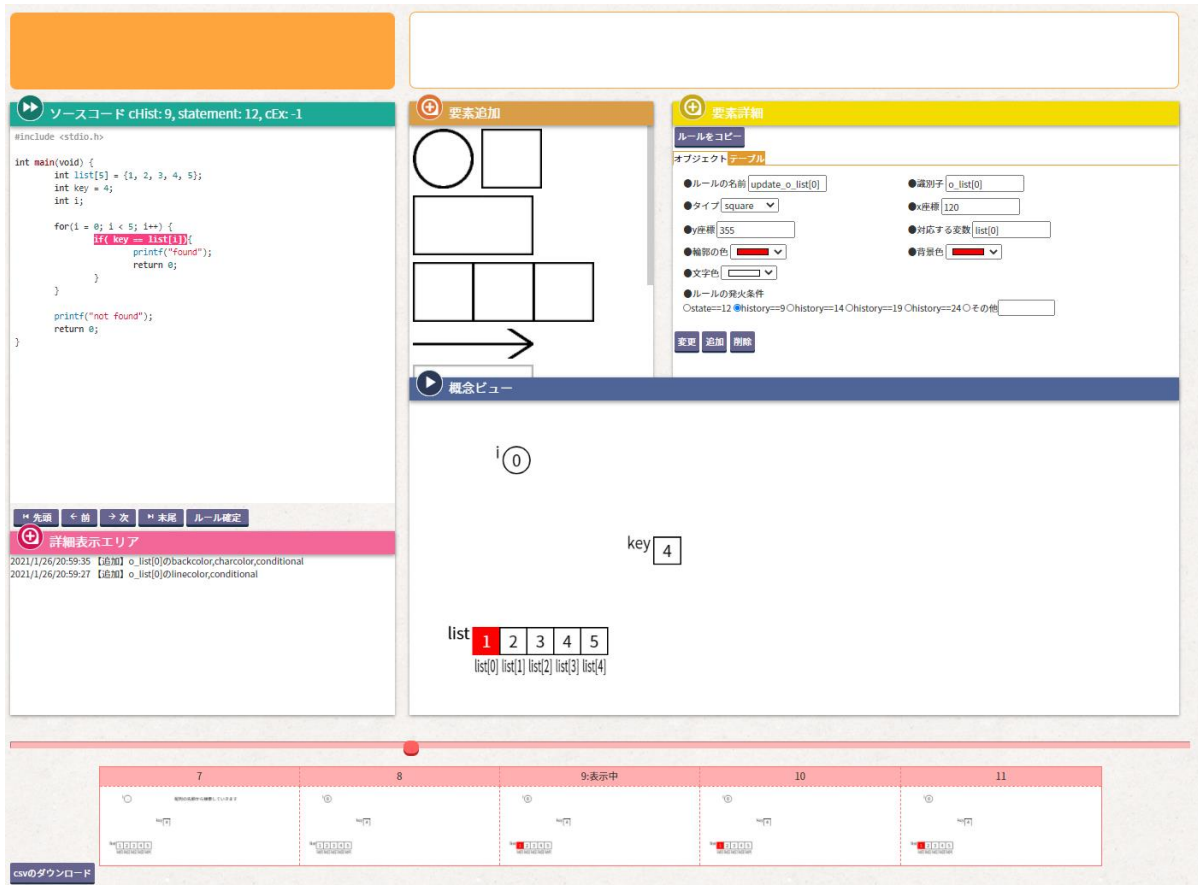 ソースコード cHist: 9, statement: 12, cEx: -1
#include <stdio.h>
int main(void) {
int list[5] = {1, 2, 3, 4, 5};
int key = 4;
int i;
for(i = 0; i < 5; i++) {
if( key == list[i]){
printf("found");
return 0;
}
}
printf("not found");
return 0;
}
先頭 前 次 末尾 ルール確定
詳細表示エリア
2021/1/26/20:59:35 【追加】o_list[0]のbackcolor,charcolor,conditional
2021/1/26/20:59:27 【追加】o_list[0]のlinecolor,conditional
要素追加
要素詳細
ルールをコピー
オブジェクト テーブル
●ルールの名前 update_o_list[0] ●識別子 o_list[0]
●タイプ square ●x座標 120
●y座標 355 ●対応する変数 list[0]
●輪郭の色 ●背景色
●文字色
●ルールの発火条件
state==12 history==9 history==14 history==19 history==24 その他
変更 追加 削除
概念ビュー
i 0
key 4
list 1 2 3 4 5
list[0] list[1] list[2] list[3] list[4]
7 8 9:表示中 10 11
csvのダウンロード